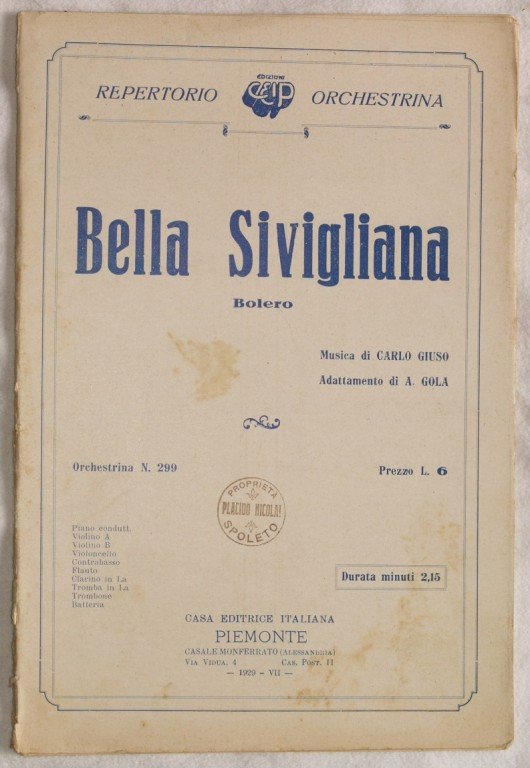 EDIZIONI
CEIP
REPERTORIO ORCHESTRINA
Bella Sivigliana
Bolero
Musica di CARLO GIUSO
Adattamento di A. GOLA
Orchestrina N. 299
Prezzo L. 6
PROPRIETÀ
PLACIDO NICOLAI
SPOLETO
Piano condutt.
Violino A
Violino B
Violoncello
Contrabasso
Flauto
Clarino in La
Tromba in La
Trombone
Batteria
Durata minuti 2,15
CASA EDITRICE ITALIANA
PIEMONTE
CASALE MONFERRATO (ALESSANDRIA)
VIA VIDUA, 4 CAS. POST. 11
— 1929 - VII —